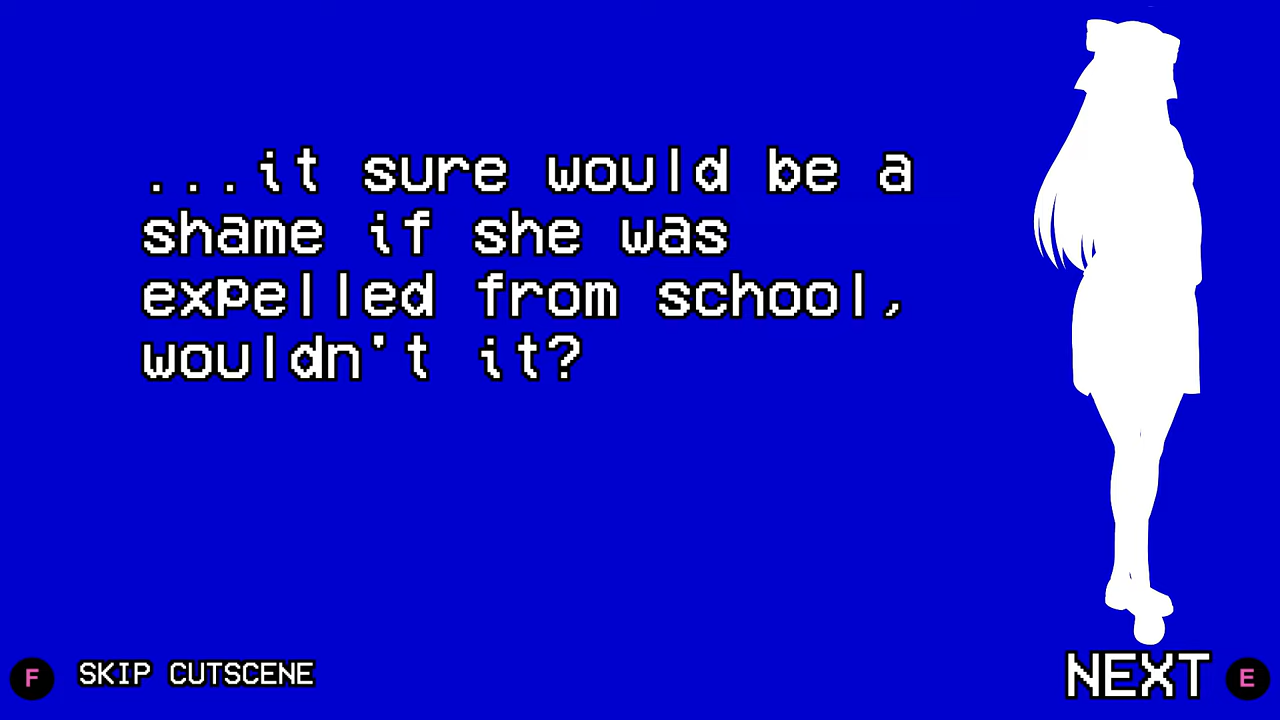 ...it sure would be a
shame if she was
expelled from school,
wouldn't it?
F SKIP CUTSCENE
NEXT E